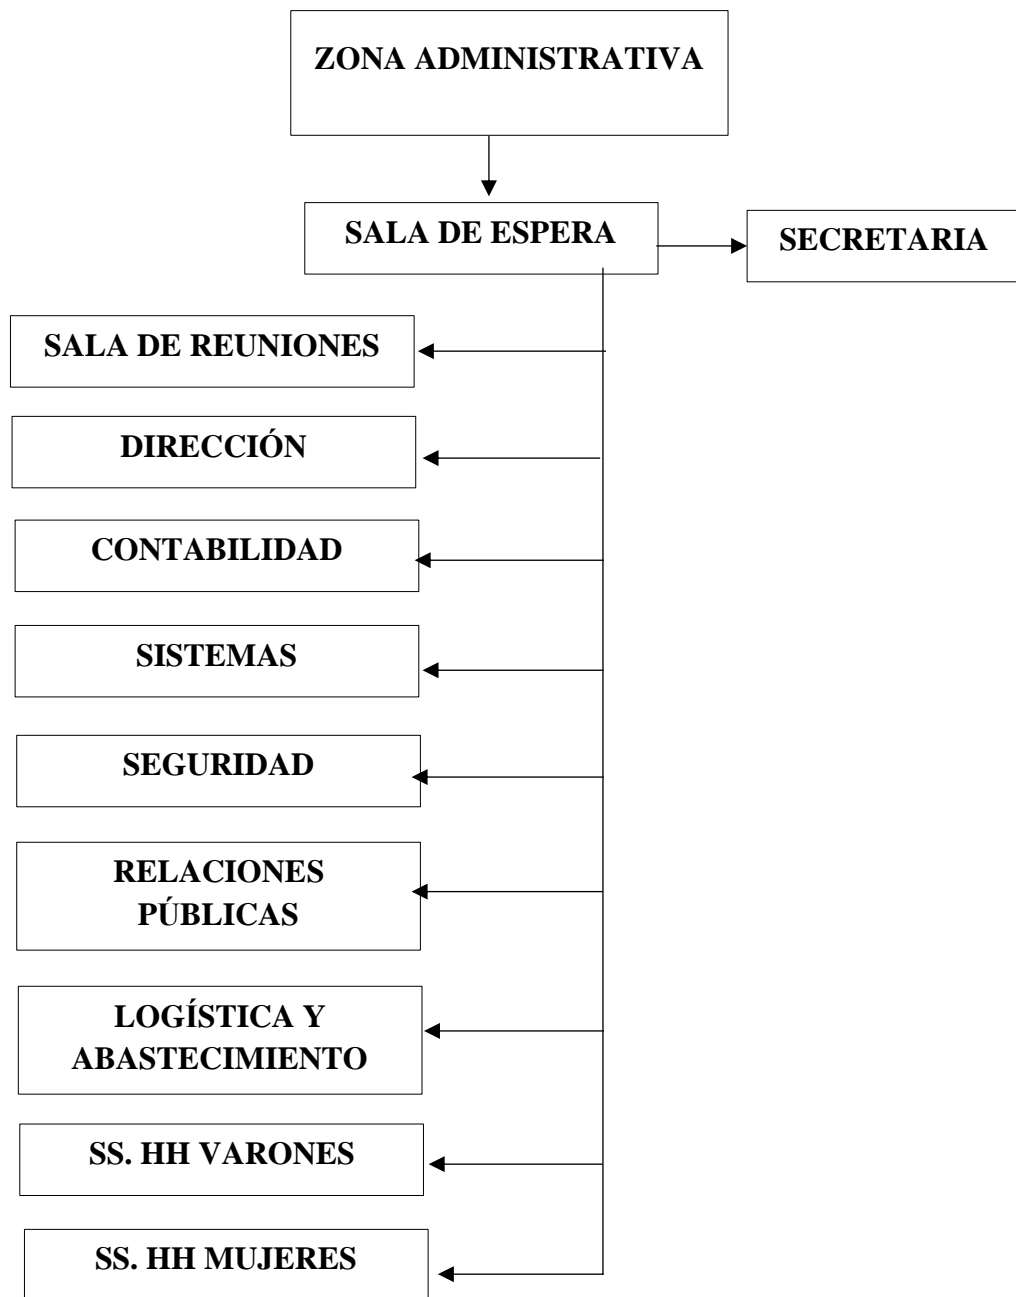 ZONA ADMINISTRATIVA
SALA DE ESPERA
SECRETARIA
SALA DE REUNIONES
DIRECCIÓN
CONTABILIDAD
SISTEMAS
SEGURIDAD
RELACIONES
PÚBLICAS
LOGÍSTICA Y
ABASTECIMIENTO
SS. HH VARONES
SS. HH MUJERES